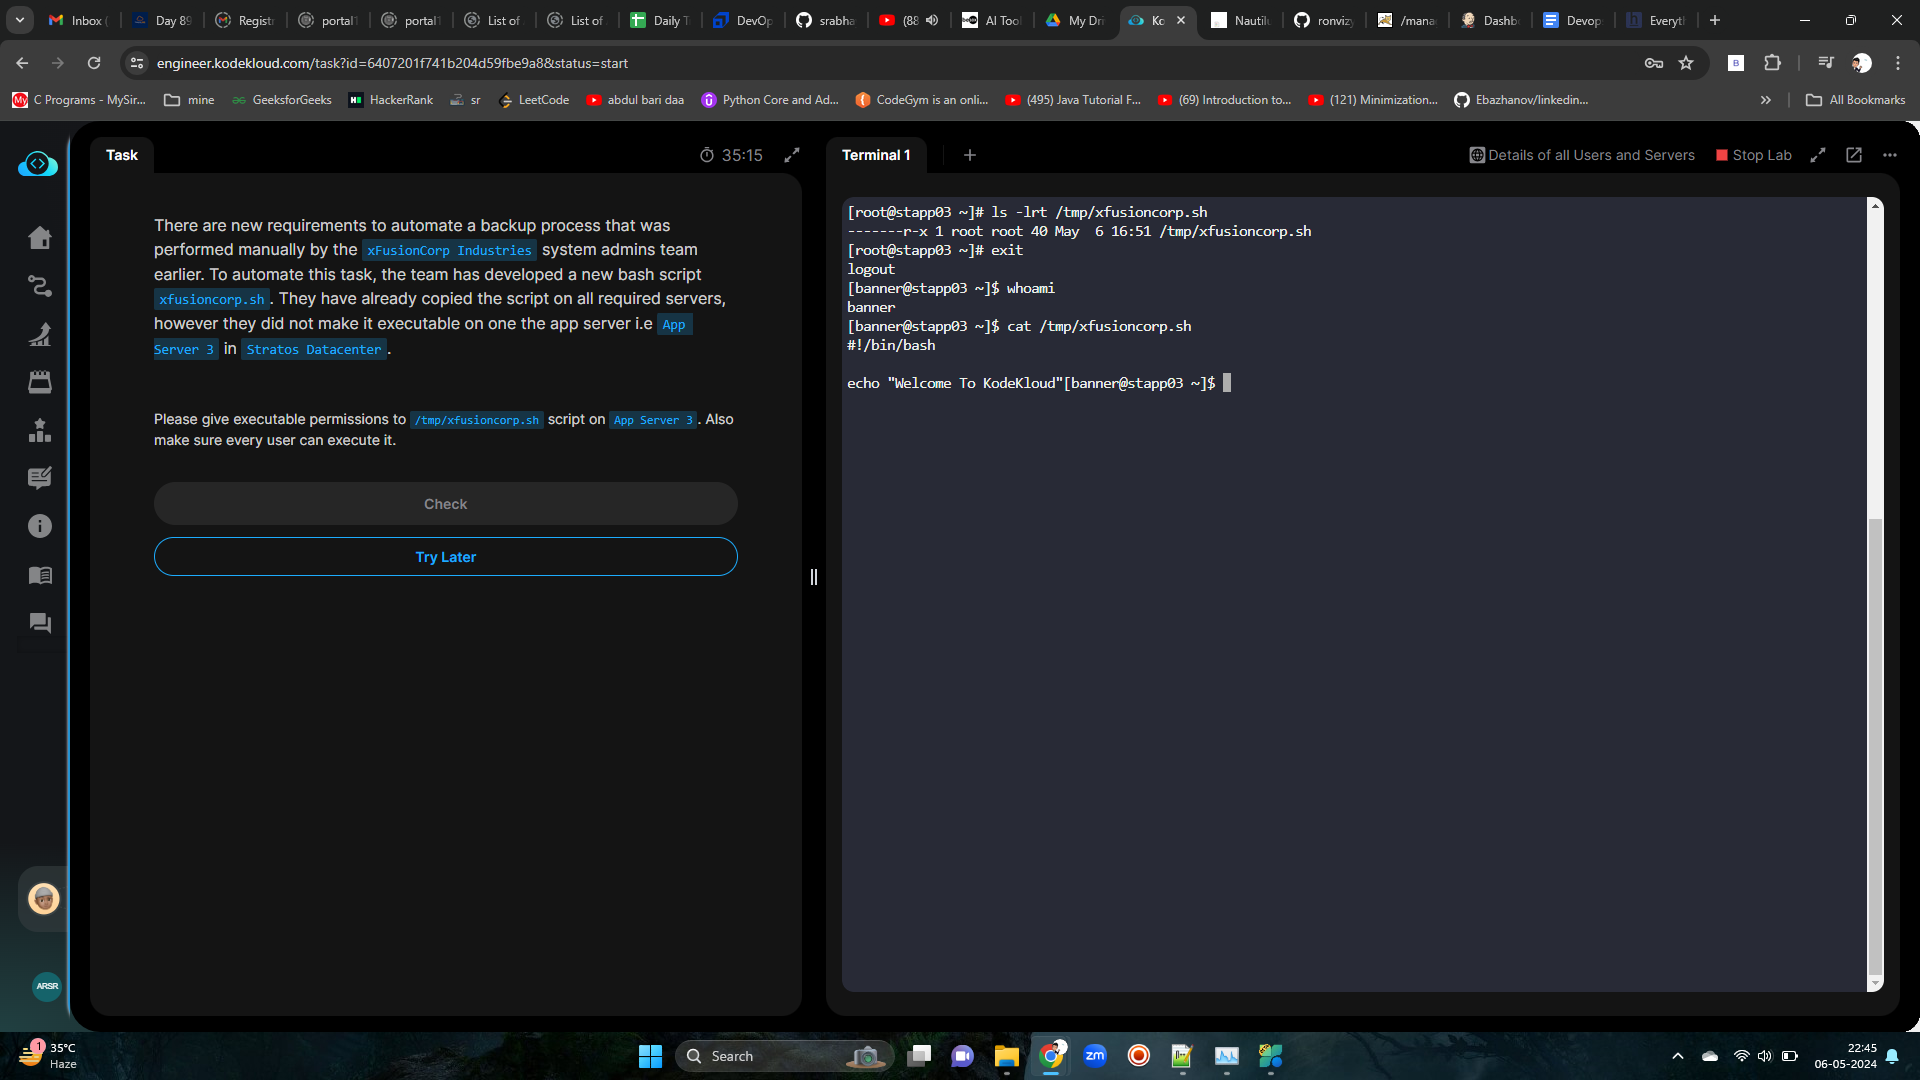 Inbox (
Day 89
Registr
portal1
portal1
List of
List of
Daily T
DevOp
srabha
(88
AI Tool
My Dri
Ko
Nautilu
ronvizy
/mana
Dashbo
Devop
Everyth
engineer.kodekloud.com/task?id=6407201f741b204d59fbe9a8&status=start
B
My
C Programs - MySir...
mine
GeeksforGeeks
HackerRank
sr
LeetCode
abdul bari daa
Python Core and Ad...
CodeGym is an onli...
(495) Java Tutorial F...
(69) Introduction to...
(121) Minimization...
Ebazhanov/linkedin...
All Bookmarks
Task
35:15
There are new requirements to automate a backup process that was
performed manually by the xFusionCorp Industries system admins team
earlier. To automate this task, the team has developed a new bash script
xfusioncorp.sh. They have already copied the script on all required servers,
however they did not make it executable on one the app server i.e App
Server 3 in Stratos Datacenter.
Please give executable permissions to /tmp/xfusioncorp.sh script on App Server 3. Also
make sure every user can execute it.
Check
Try Later
Terminal 1
Details of all Users and Servers
Stop Lab
[root@stapp03 ~]# ls -lrt /tmp/xfusioncorp.sh
-------r-x 1 root root 40 May  6 16:51 /tmp/xfusioncorp.sh
[root@stapp03 ~]# exit
logout
[banner@stapp03 ~]$ whoami
banner
[banner@stapp03 ~]$ cat /tmp/xfusioncorp.sh
#!/bin/bash
echo "Welcome To KodeKloud"[banner@stapp03 ~]$
ARSR
1
35°C
Haze
Search
zm
22:45
06-05-2024